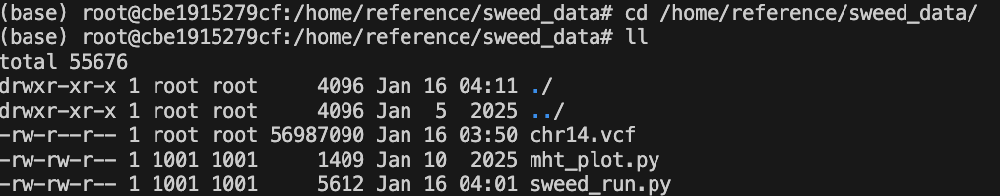 (base) root@cbe1915279cf:/home/reference/sweed_data# cd /home/reference/sweed_data/
(base) root@cbe1915279cf:/home/reference/sweed_data# ll
total 55676
drwxr-xr-x 1 root root     4096 Jan 16 04:11 ./
drwxr-xr-x 1 root root     4096 Jan  5  2025 ../
-rw-r--r-- 1 root root 56987090 Jan 16 03:50 chr14.vcf
-rw-rw-r-- 1 1001 1001     1409 Jan 10  2025 mht_plot.py
-rw-rw-r-- 1 1001 1001     5612 Jan 16 04:01 sweed_run.py